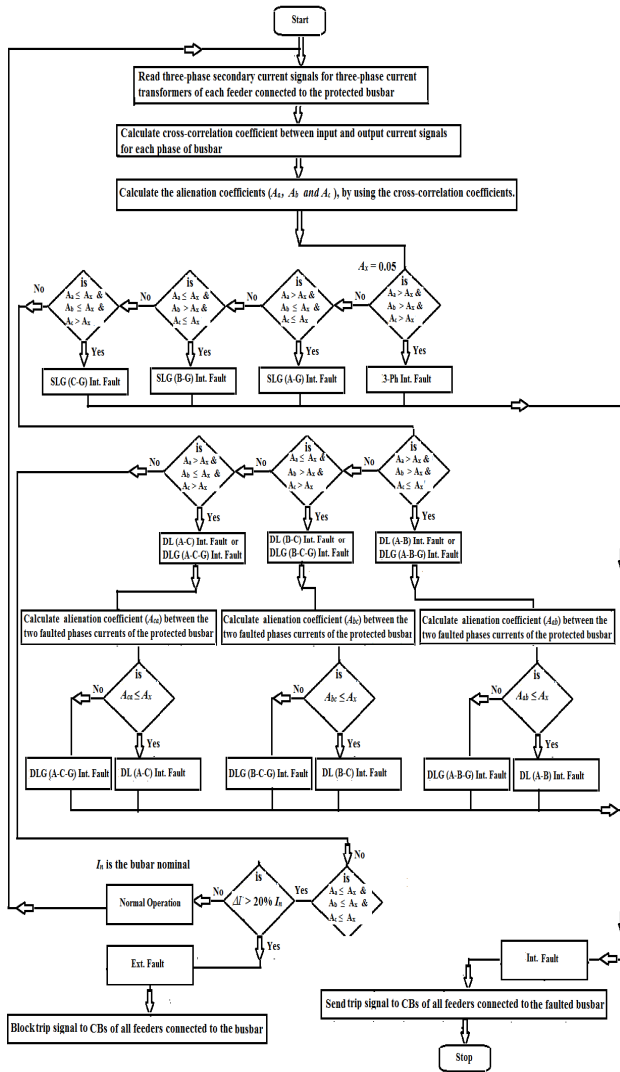 Start
Read three-phase secondary current signals for three-phase current
transformers of each feeder connected to the protected busbar
Calculate cross-correlation coefficient between input and output current signals
for each phase of busbar
Calculate the alienation coefficients (Aa, Ab and Ac), by using the cross-correlation coefficients.
Ax = 0.05
No
is
Aa ≤ Ax &
Ab ≤ Ax &
Ac > Ax
No
is
Aa ≤ Ax &
Ab > Ax &
Ac ≤ Ax
No
is
Aa > Ax &
Ab ≤ Ax &
Ac ≤ Ax
No
is
Aa > Ax &
Ab > Ax &
Ac > Ax
Yes
Yes
Yes
Yes
SLG (C-G) Int. Fault
SLG (B-G) Int. Fault
SLG (A-G) Int. Fault
3-Ph Int. Fault
No
is
Aa > Ax &
Ab ≤ Ax &
Ac > Ax
No
is
Aa ≤ Ax &
Ab > Ax &
Ac > Ax
No
is
Aa > Ax &
Ab > Ax &
Ac ≤ Ax
Yes
Yes
Yes
DL (A-C) Int. Fault or
DLG (A-C-G) Int. Fault
DL (B-C) Int. Fault or
DLG (B-C-G) Int. Fault
DL (A-B) Int. Fault or
DLG (A-B-G) Int. Fault
Calculate alienation coefficient (Aca) between the
two faulted phases currents of the protected busbar
Calculate alienation coefficient (Abc) between the
two faulted phases currents of the protected busbar
Calculate alienation coefficient (Aab) between the
two faulted phases currents of the protected busbar
No
is
Aca ≤ Ax
No
is
Abc ≤ Ax
No
is
Aab ≤ Ax
Yes
Yes
Yes
DLG (A-C-G) Int. Fault
DL (A-C) Int. Fault
DLG (B-C-G) Int. Fault
DL (B-C) Int. Fault
DLG (A-B-G) Int. Fault
DL (A-B) Int. Fault
No
In is the bubar nominal
Normal Operation
No
is
ΔI > 20% In
Yes
is
Aa ≤ Ax &
Ab ≤ Ax &
Ac ≤ Ax
Yes
Ext. Fault
Int. Fault
Block trip signal to CBs of all feeders connected to the busbar
Send trip signal to CBs of all feeders connected to the faulted busbar
Stop